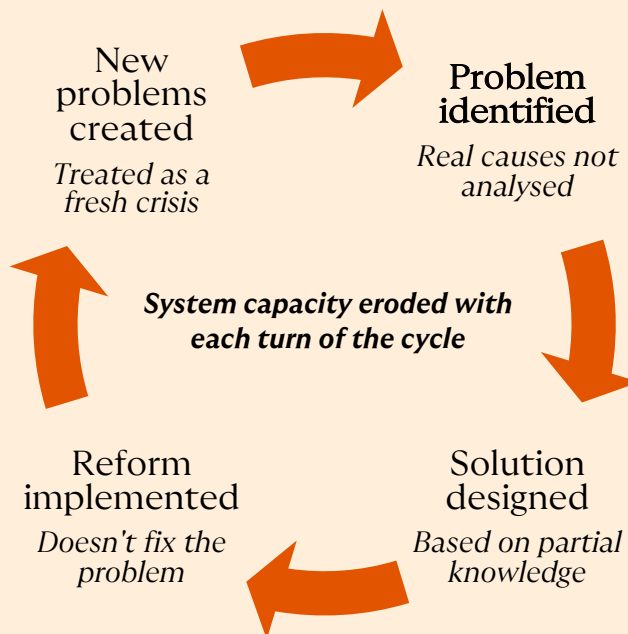 New
problems
created
Treated as a
fresh crisis
Problem
identified
Real causes not
analysed
System capacity eroded with
each turn of the cycle
Reform
implemented
Doesn't fix the
problem
Solution
designed
Based on partial
knowledge